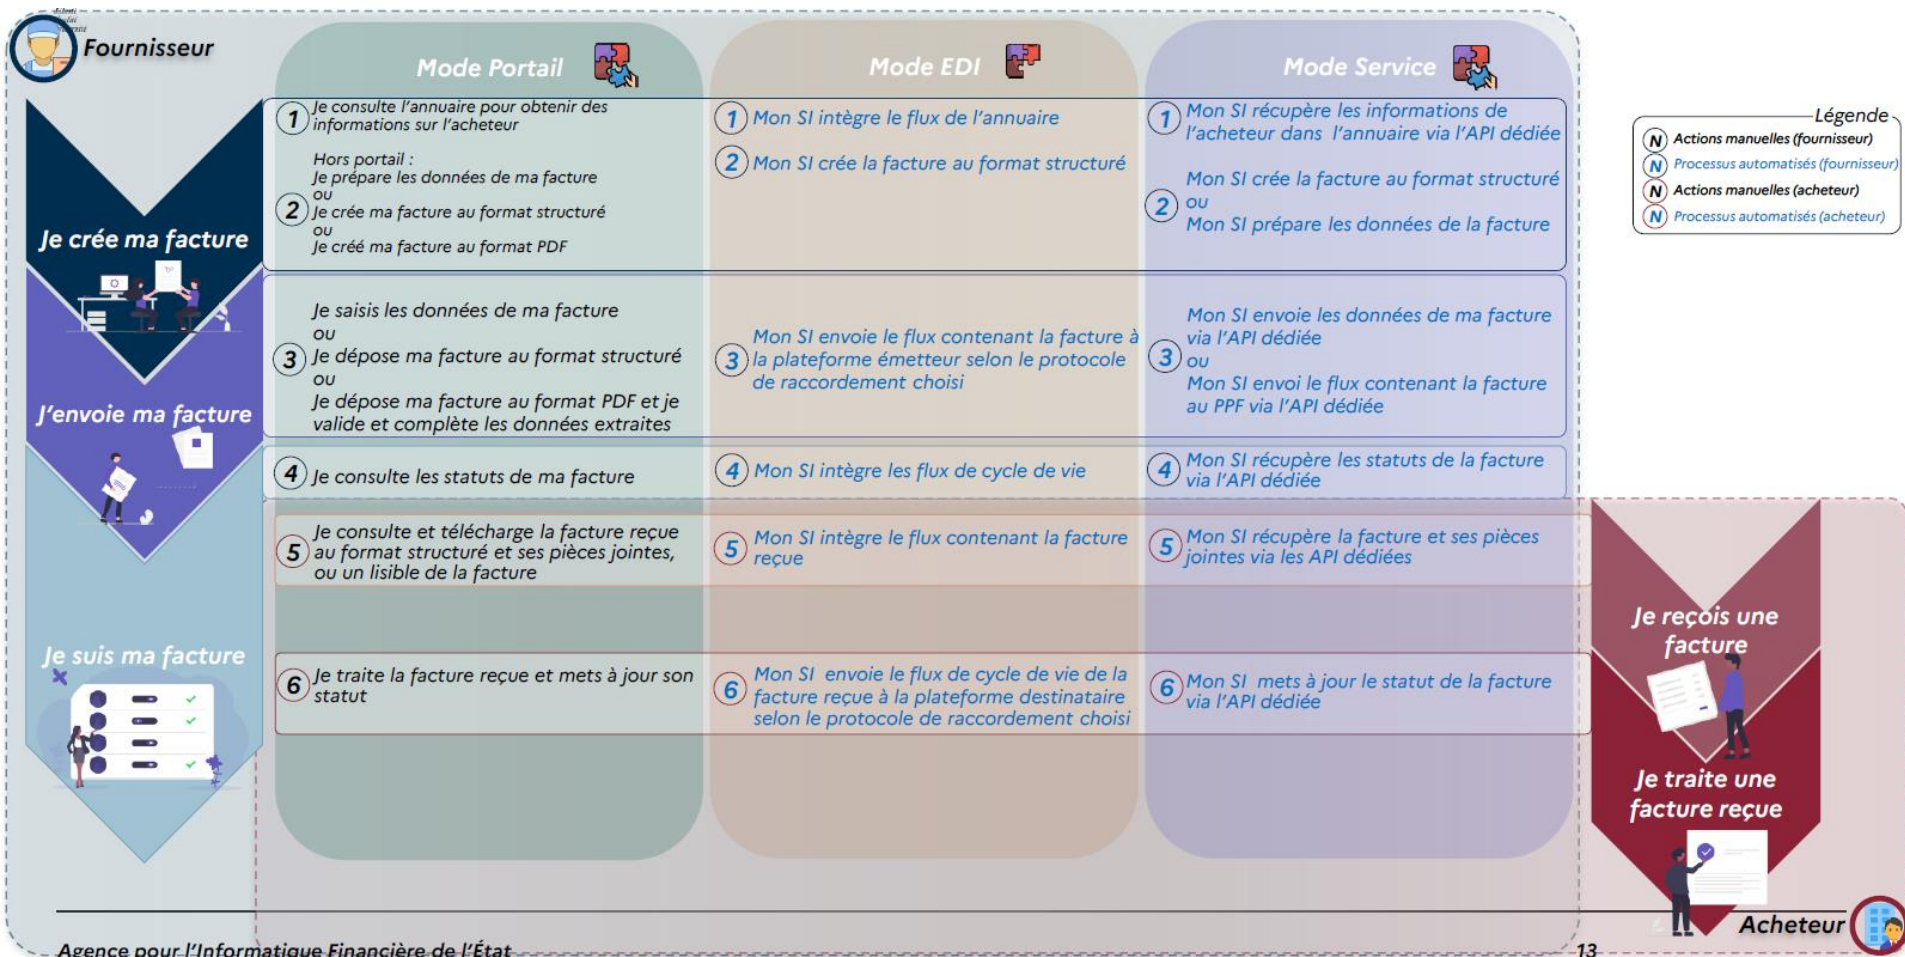 Fournisseur
Mode Portail
Mode EDI
Mode Service
Je crée ma facture
1 Je consulte l'annuaire pour obtenir des
informations sur l'acheteur
Hors portail :
Je prépare les données de ma facture
ou
2 Je crée ma facture au format structuré
ou
Je créé ma facture au format PDF
1 Mon SI intègre le flux de l'annuaire
2 Mon SI crée la facture au format structuré
1 Mon SI récupère les informations de
l'acheteur dans l'annuaire via l'API dédiée
Mon SI crée la facture au format structuré
2 ou
Mon SI prépare les données de la facture
J'envoie ma facture
Je saisis les données de ma facture
ou
3 Je dépose ma facture au format structuré
ou
Je dépose ma facture au format PDF et je
valide et complète les données extraites
Mon SI envoie le flux contenant la facture à
3 la plateforme émetteur selon le protocole
de raccordement choisi
Mon SI envoie les données de ma facture
via l'API dédiée
3 ou
Mon SI envoi le flux contenant la facture
au PPF via l'API dédiée
Je suis ma facture
4 Je consulte les statuts de ma facture
4 Mon SI intègre les flux de cycle de vie
4 Mon SI récupère les statuts de la facture
via l'API dédiée
Je consulte et télécharge la facture reçue
5 au format structuré et ses pièces jointes,
ou un lisible de la facture
5 Mon SI intègre le flux contenant la facture
reçue
5 Mon SI récupère la facture et ses pièces
jointes via les API dédiées
Je reçois une
facture
6 Je traite la facture reçue et mets à jour son
statut
Mon SI envoie le flux de cycle de vie de la
6 facture reçue à la plateforme destinataire
selon le protocole de raccordement choisi
6 Mon SI mets à jour le statut de la facture
via l'API dédiée
Je traite une
facture reçue
Légende
N Actions manuelles (fournisseur)
N Processus automatisés (fournisseur)
N Actions manuelles (acheteur)
N Processus automatisés (acheteur)
Acheteur
Agence pour l'Informatique Financière de l'État
13